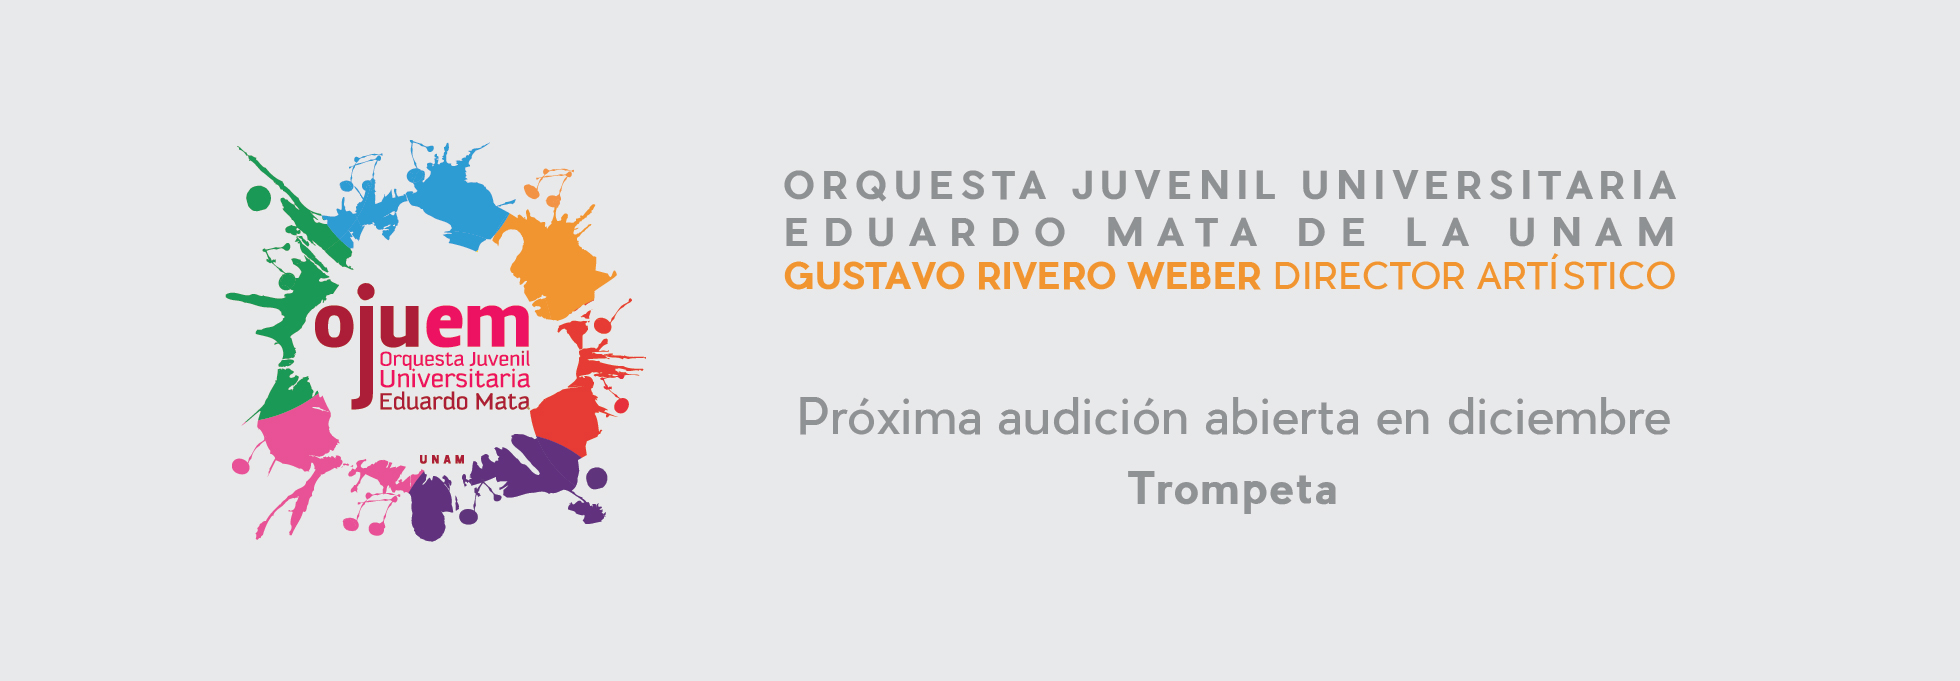 ojuem
Orquesta Juvenil
Universitaria
Eduardo Mata
UNAM
ORQUESTA JUVENIL UNIVERSITARIA
EDUARDO MATA DE LA UNAM
GUSTAVO RIVERO WEBER DIRECTOR ARTÍSTICO
Próxima audición abierta en diciembre
Trompeta